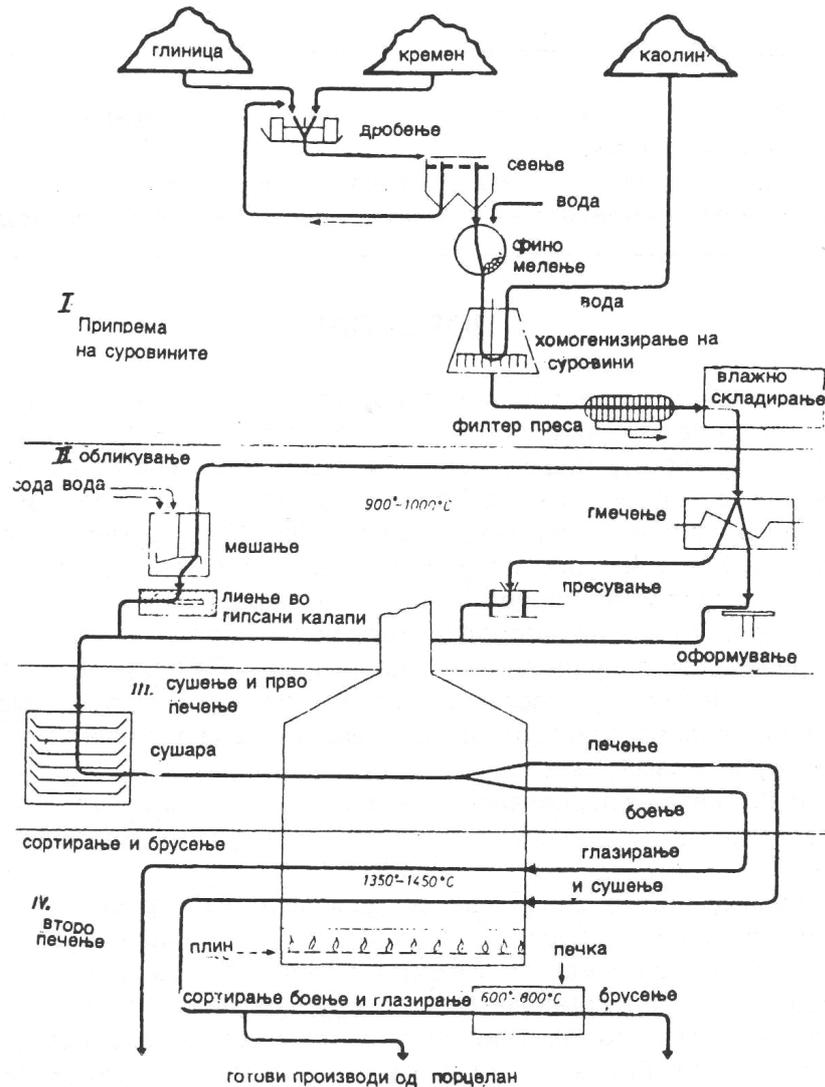 глиница
кремен
каолин
дробење
сеење
вода
фино
мелење
вода
I
Припрема
на суровините
хомогенизирање на
суровини
влажно
складирање
филтер преса
II обликување
сода вода
900°-1000°C
гмечење
мешање
лиење во
гипсани калапи
пресување
оформување
III. сушење и прво
печење
сушара
печење
боење
сортирање и брусење
глазирање
1350°-1450°C
и сушење
IV.
второ
печење
плин
печка
сортирање боење и глазирање
600°-800°C
брусење
готови производи од порцелан